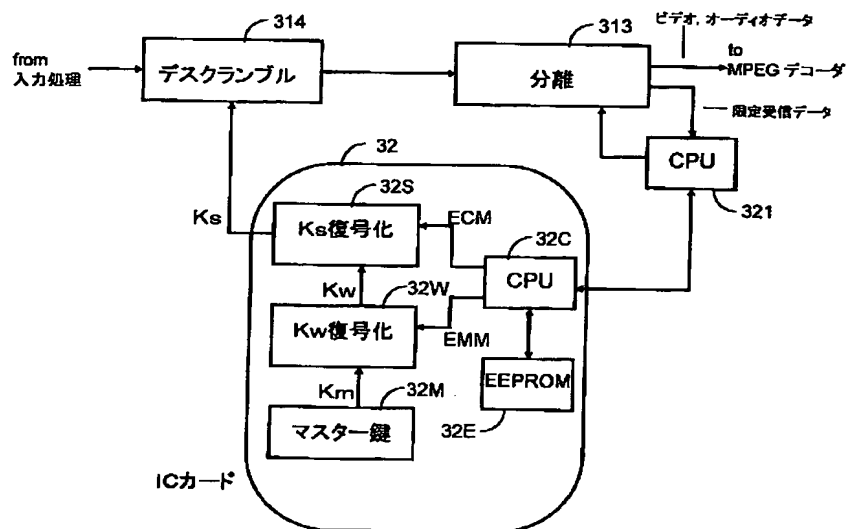 314
313
ビデオ, オーディオデータ
from
入力処理
デスクランブル
分離
to
MPEG デコーダ
限定受信データ
CPU
321
32
32S
Ks
Ks復号化
ECM
32C
CPU
Kw
32W
Kw復号化
EMM
EEPROM
Km
32M
32E
マスター鍵
ICカード